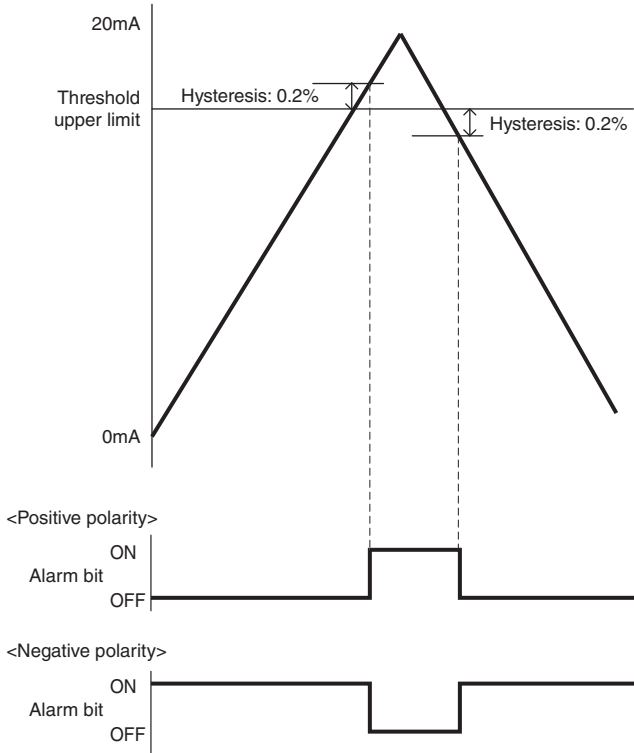 20mA
Threshold
upper limit
Hysteresis: 0.2%
Hysteresis: 0.2%
0mA
<Positive polarity>
ON
Alarm bit
OFF
<Negative polarity>
ON
Alarm bit
OFF